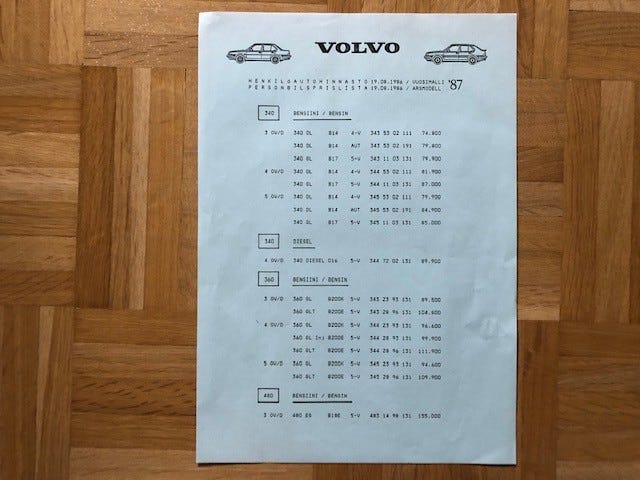 VOLVO
HENKILÖAUTOHINNASTO 19.08.1986 / VUOSIMALLI '87
PERSONBILSPRISLISTA 19.08.1986 / ÅRSMODELL
340 BENSIINI / BENSIN
3 OV/D 340 DL B14 4-V 343 53 02 111 74.800
340 DL B14 AUT 343 53 02 191 79.800
340 DL B17 5-V 343 11 03 131 79.900
4 OV/D 340 DL B14 4-V 344 53 02 111 81.900
340 DL B17 5-V 344 11 03 131 87.000
5 OV/D 340 DL B14 4-V 345 53 02 111 79.900
340 DL B14 AUT 345 53 02 191 84.900
340 DL B17 5-V 345 11 03 131 85.000
340 DIESEL
4 OV/D 340 DIESEL D16 5-V 344 72 02 131 89.900
360 BENSIINI / BENSIN
3 OV/D 360 GL B200K 5-V 343 23 93 131 89.500
360 GLT B200E 5-V 343 28 96 131 104.600
4 OV/D 360 GL B200K 5-V 344 23 93 131 96.600
360 GL Inj B200E 5-V 344 28 93 131 99.900
360 GLT B200E 5-V 344 28 96 131 111.900
5 OV/D 360 GL B200K 5-V 345 23 93 131 94.600
360 GLT B200E 5-V 345 28 96 131 109.900
480 BENSIINI / BENSIN
3 OV/D 480 ES B18E 5-V 483 14 98 131 155.000